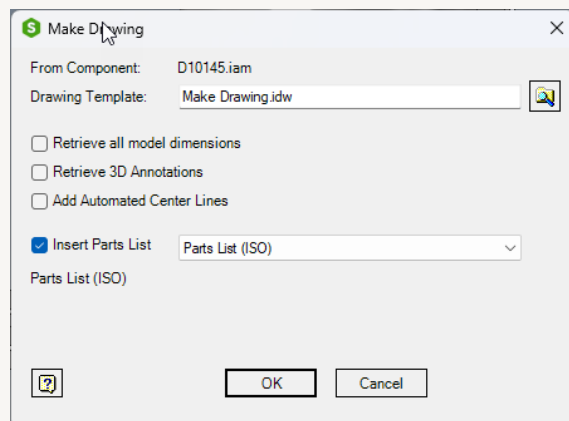 S Make Drawing
From Component: D10145.iam
Drawing Template: Make Drawing.idw
Retrieve all model dimensions
Retrieve 3D Annotations
Add Automated Center Lines
Insert Parts List Parts List (ISO)
Parts List (ISO)
? OK Cancel